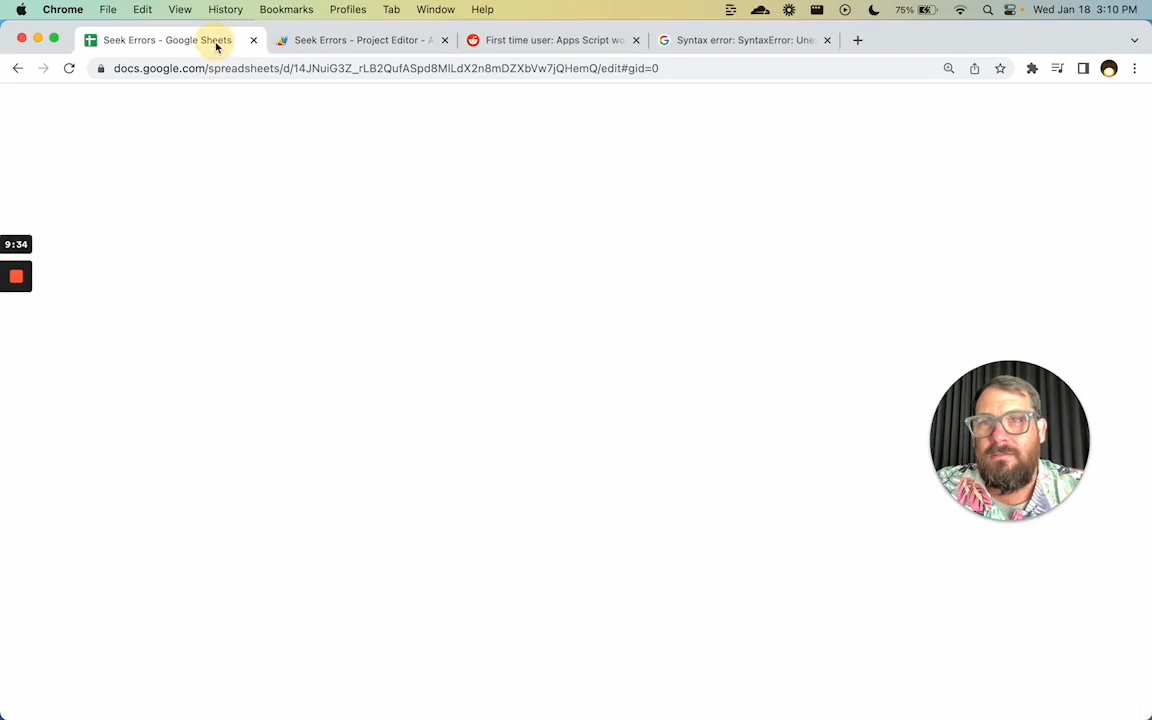 Chrome File Edit View History Bookmarks Profiles Tab Window Help 75% Wed Jan 18 3:10 PM
Seek Errors - Google Sheets Seek Errors - Project Editor - A First time user: Apps Script wo Syntax error: SyntaxError: Une
docs.google.com/spreadsheets/d/14JNuiG3Z_rLB2QufASpd8MlLdX2n8mDZXbVw7jQHemQ/edit#gid=0
9:34